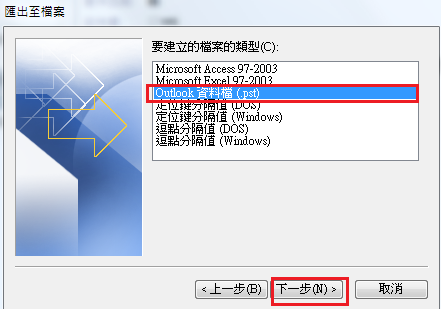 匯出至檔案
要建立的檔案的類型(C):
Microsoft Access 97-2003
Microsoft Excel 97-2003
Outlook 資料檔 (.pst)
定位鍵分隔值 (DOS)
定位鍵分隔值 (Windows)
逗點分隔值 (DOS)
逗點分隔值 (Windows)
< 上一步(B)
下一步(N) >
取消